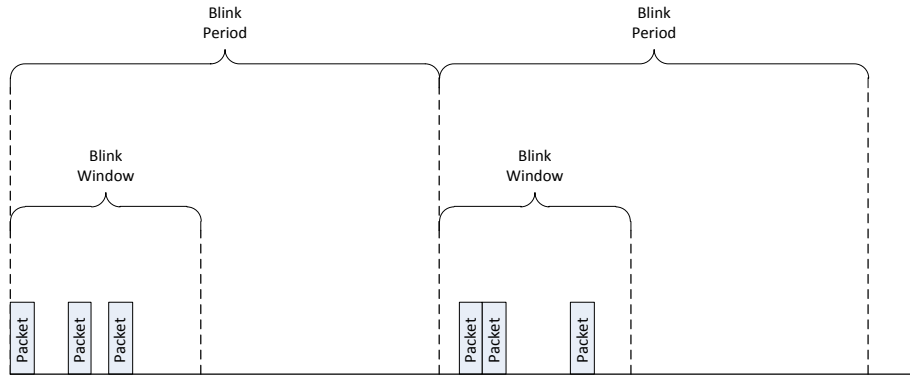 Blink
Period
Blink
Period
Blink
Window
Blink
Window
Packet
Packet
Packet
Packet
Packet
Packet